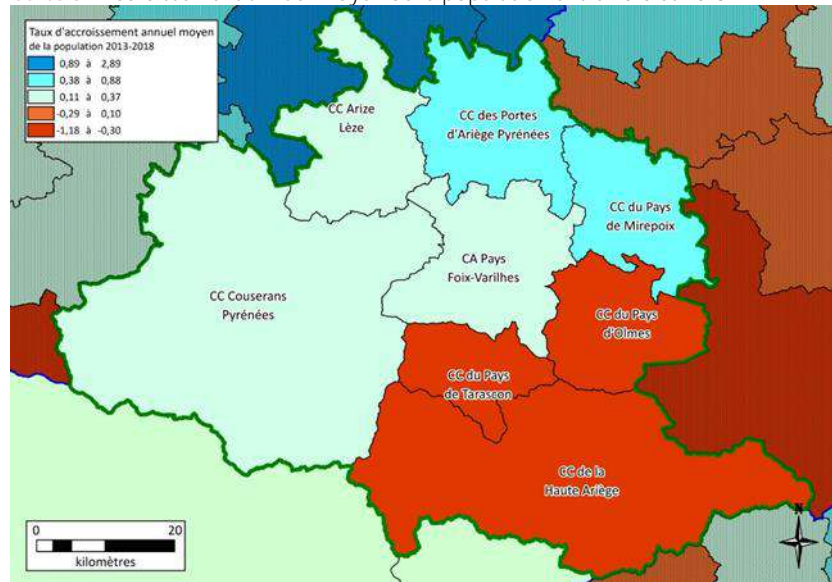 Taux d'accroissement annuel moyen
de la population 2013-2018
0,89 à 2,89
0,38 à 0,88
0,11 à 0,37
-0,29 à 0,10
-1,18 à -0,30
CC Arize
Lèze
CC des Portes
d'Ariège Pyrénées
CC du Pays
de Mirepoix
CA Pays
Foix-Varilhes
CC Couserans
Pyrénées
CC du Pays
d'Olmes
CC du Pays
de Tarascon
CC de la
Haute Ariège
0 20
kilomètres
N